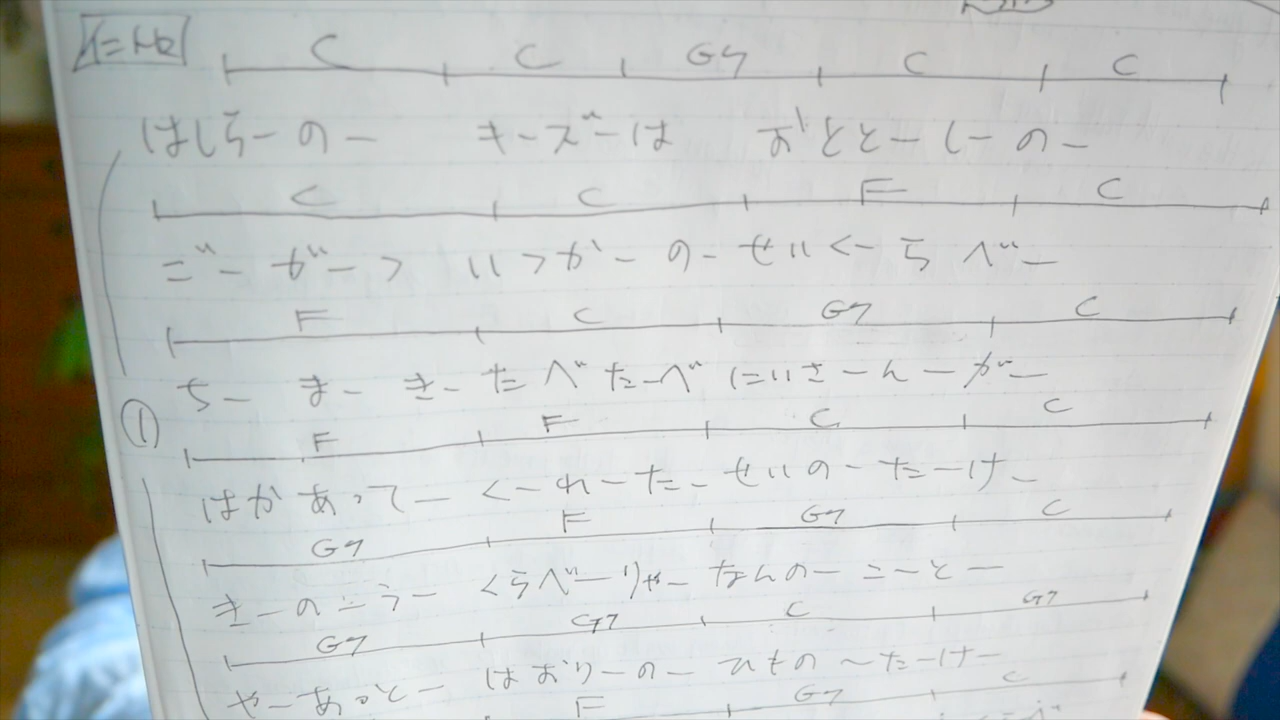 C C G7 C C
はしらーのー キーズーは おととーしーの ー
C C F C
ごーがーつ いつかーのーせいくーらべー
F C G7 C
ちー まー きーたべたーべ にいさーんーがー
①
F F C C
はかあってー くーれーたー せいのーたーけー
G7 F G7 C
きーのこうー くらべーりゃー なんのーこーとー
G7 G7 C G7
やーあっとー はおりーのー ひもの〜たーけー
F G7 C